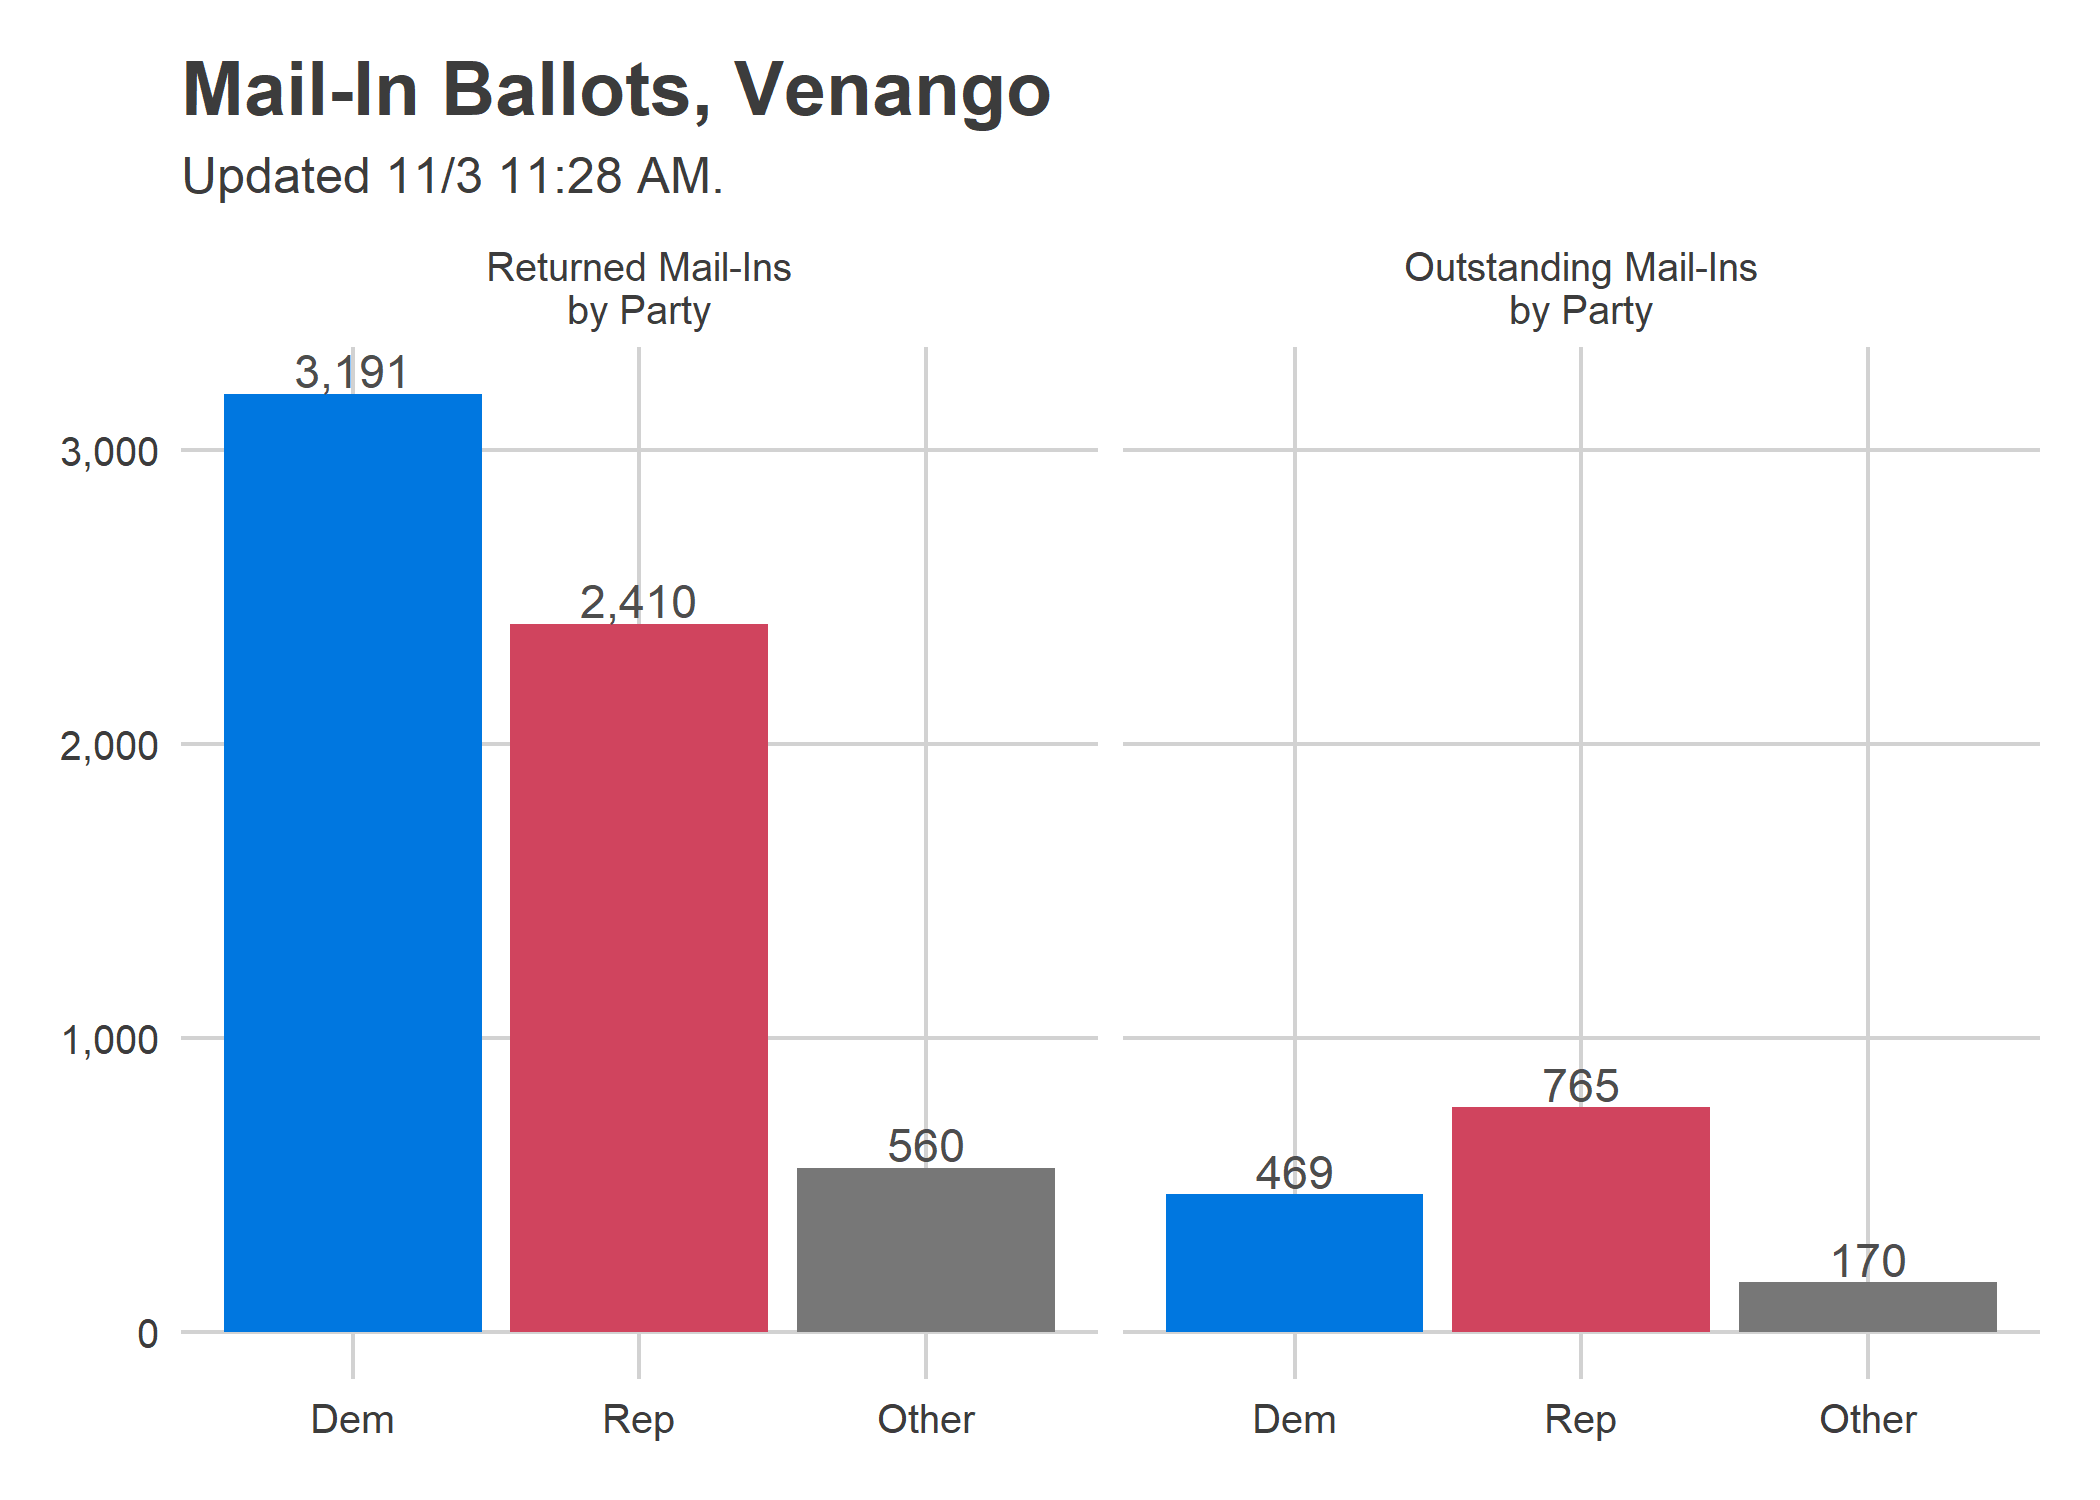 Mail-In Ballots, Venango
Updated 11/3 11:28 AM.
Returned Mail-Ins
by Party
Outstanding Mail-Ins
by Party
3,000
2,000
1,000
0
3,191
2,410
560
469
765
170
Dem
Rep
Other
Dem
Rep
Other